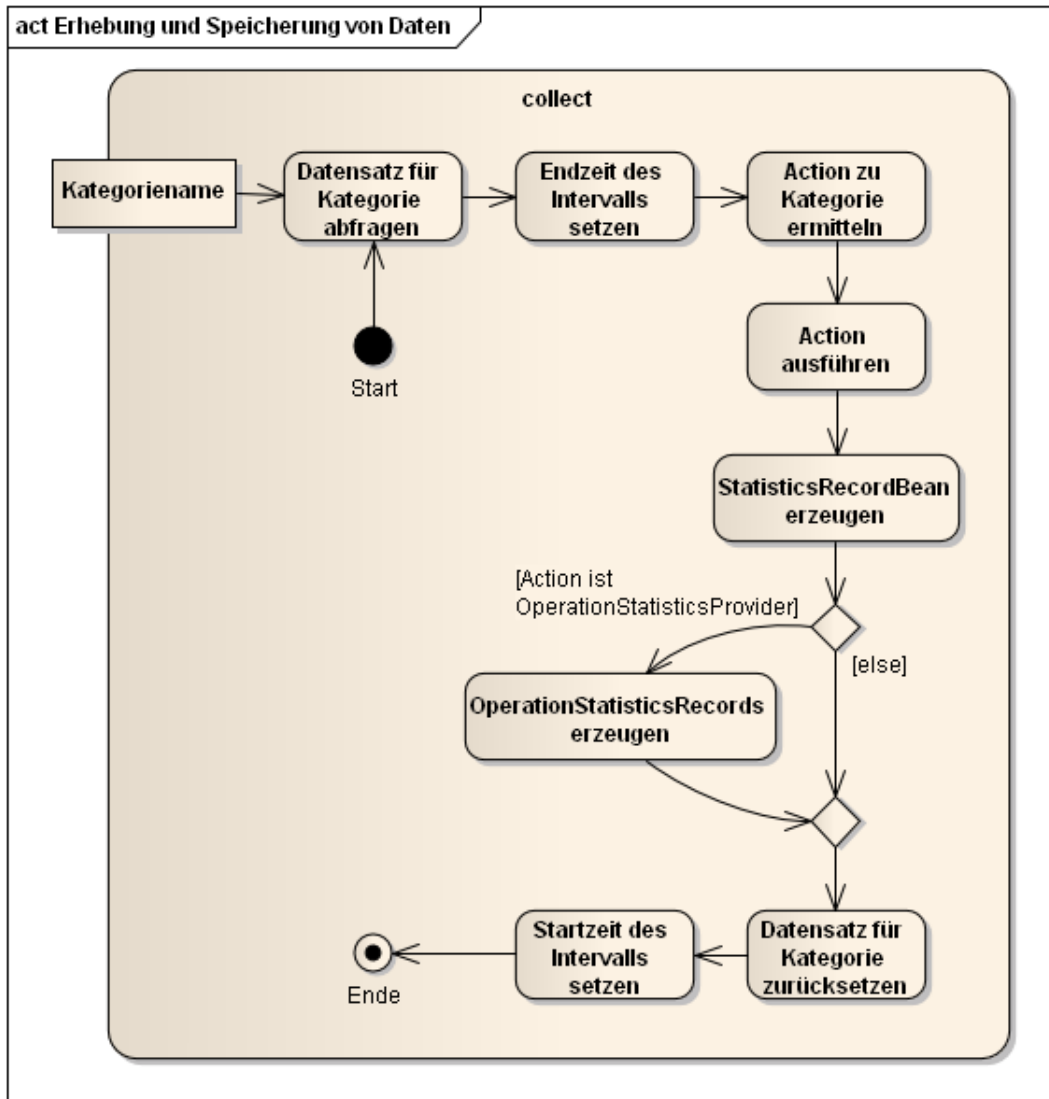 act Erhebung und Speicherung von Daten
collect
Kategoriename
Datensatz für
Kategorie
abfragen
Endzeit des
Intervalls
setzen
Action zu
Kategorie
ermitteln
Start
Action
ausführen
StatisticsRecordBean
erzeugen
[Action ist
OperationStatisticsProvider]
[else]
OperationStatisticsRecords
erzeugen
Datensatz für
Kategorie
zurücksetzen
Startzeit des
Intervalls
setzen
Ende